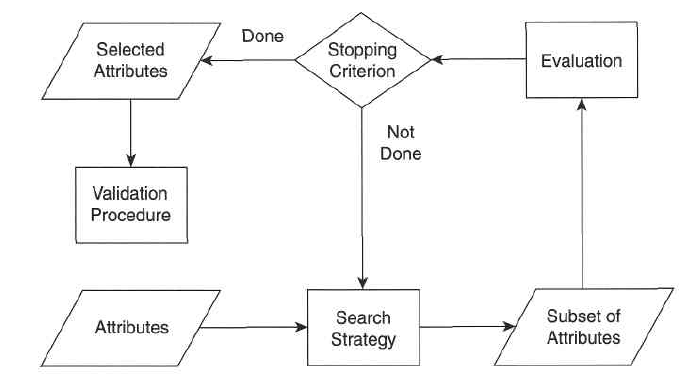 Selected
Attributes
Done
Stopping
Criterion
Evaluation
Not
Done
Validation
Procedure
Attributes
Search
Strategy
Subset of
Attributes